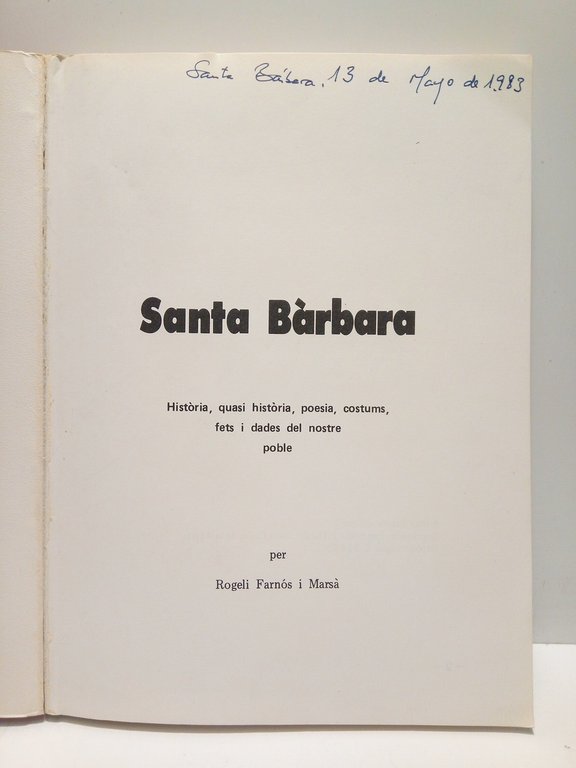 Santa Bárbara, 13 de Mayo de 1.983
Santa Bàrbara
Història, quasi història, poesia, costums,
fets i dades del nostre
poble
per
Rogeli Farnós i Marsà